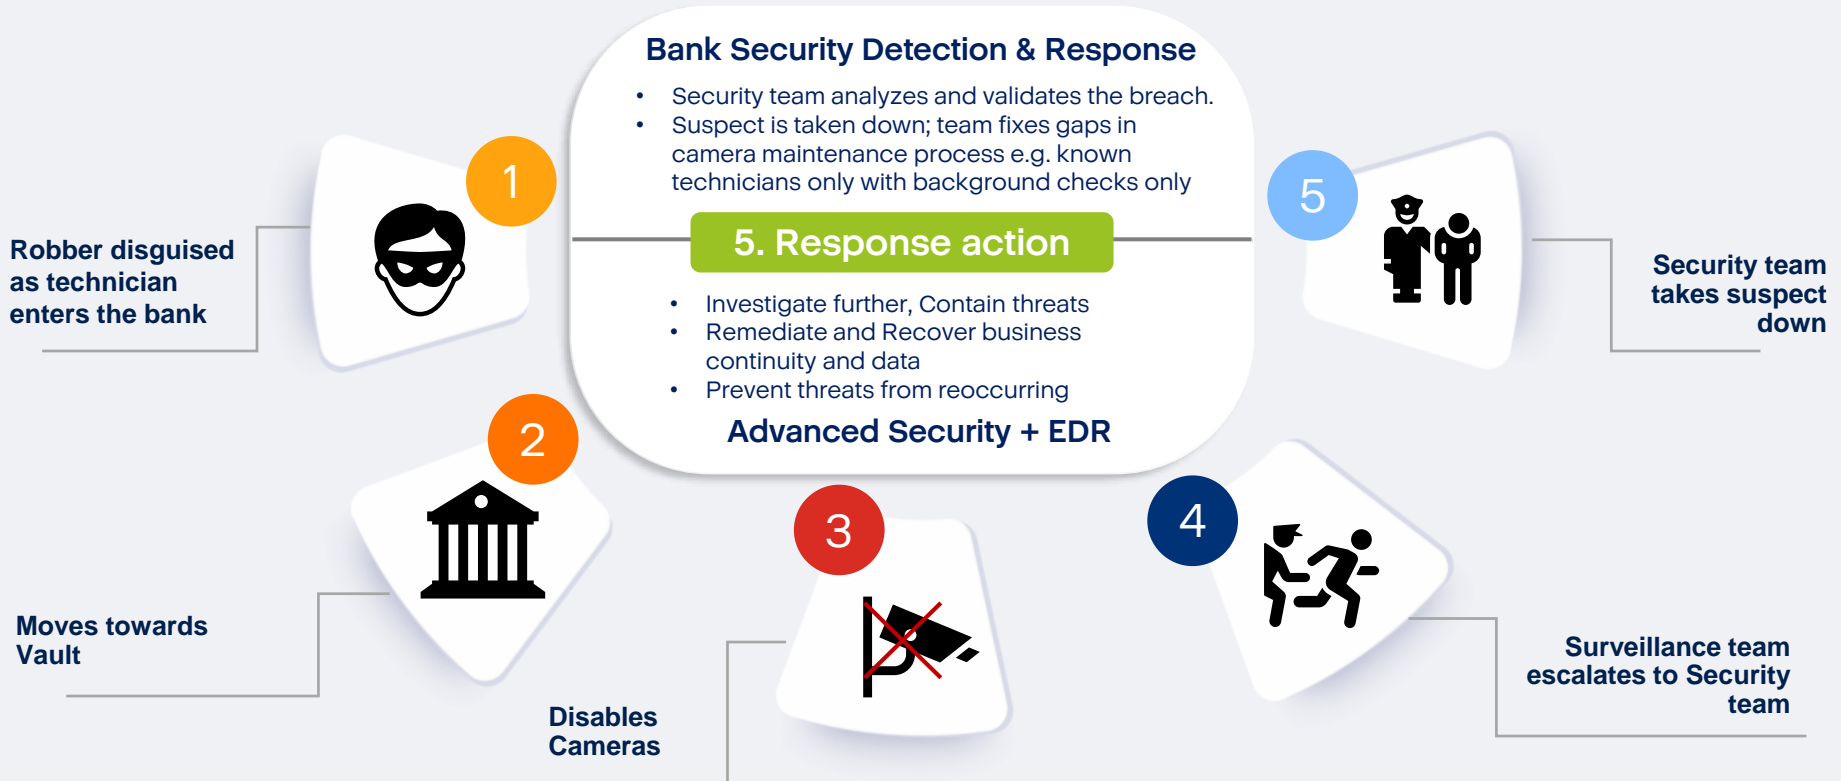 Bank Security Detection & Response
• Security team analyzes and validates the breach.
• Suspect is taken down; team fixes gaps in
camera maintenance process e.g. known
technicians only with background checks only
5. Response action
• Investigate further, Contain threats
• Remediate and Recover business
continuity and data
• Prevent threats from reoccurring
Advanced Security + EDR
1
Robber disguised
as technician
enters the bank
2
Moves towards
Vault
3
Disables
Cameras
4
Surveillance team
escalates to Security
team
5
Security team
takes suspect
down